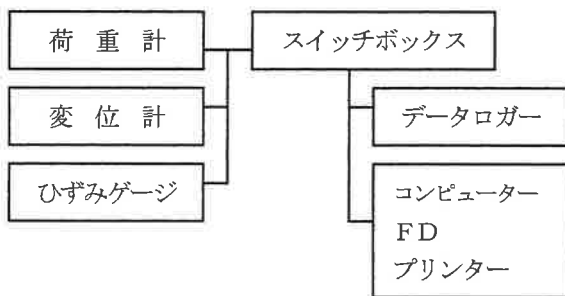 荷重計
スイッチボックス
変位計
データロガー
ひずみゲージ
コンピューター
FD
プリンター